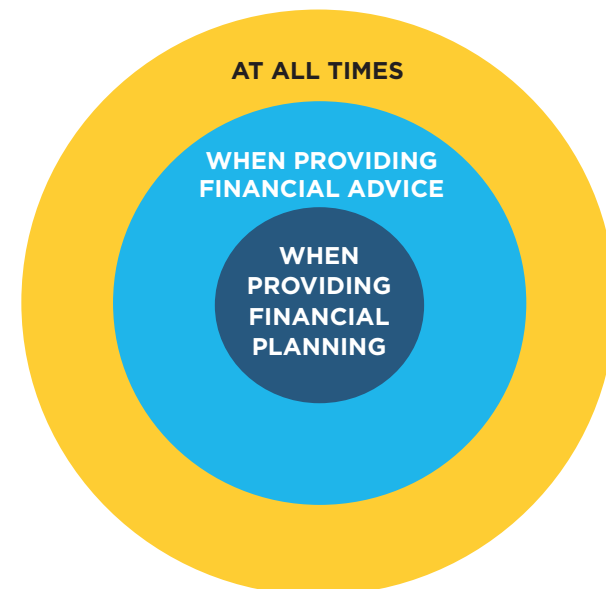 AT ALL TIMES
WHEN PROVIDING
FINANCIAL ADVICE
WHEN
PROVIDING
FINANCIAL
PLANNING